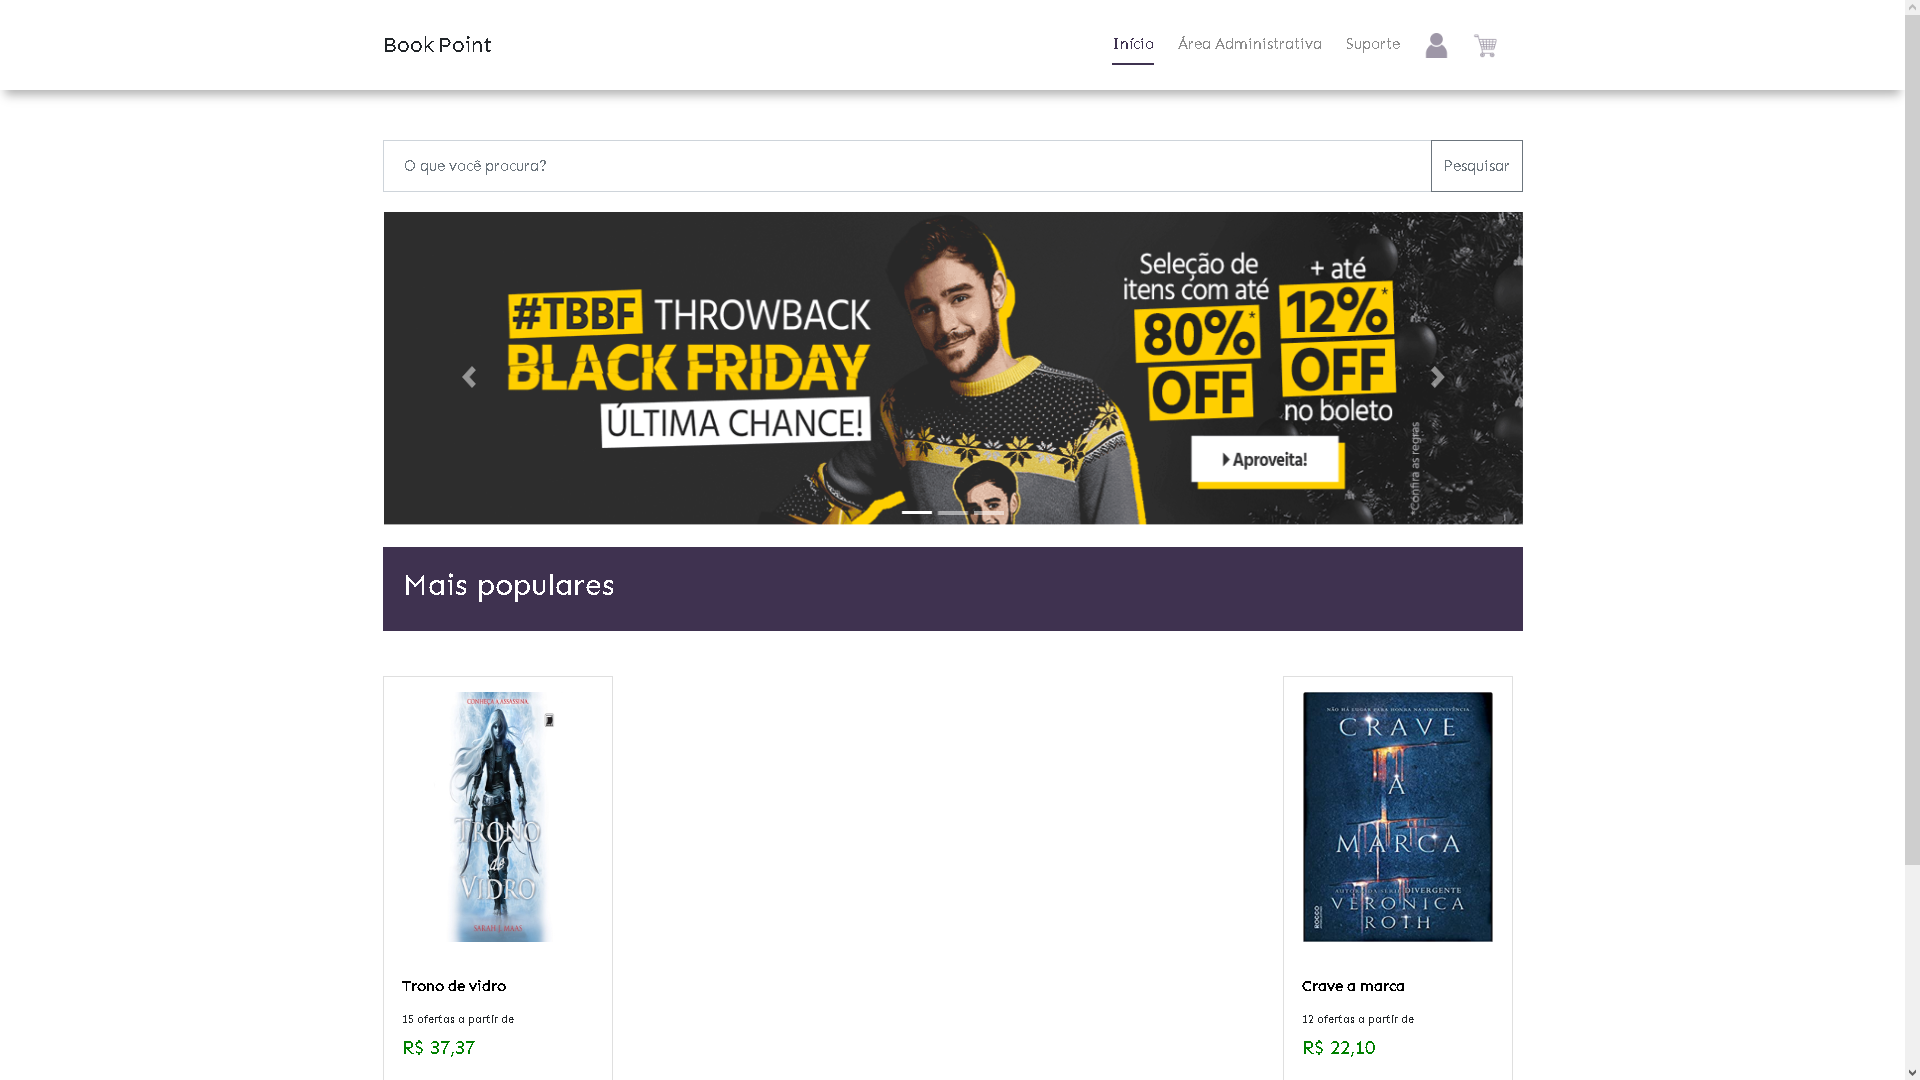 Book Point
Início
Área Administrativa
Suporte
O que você procura?
Pesquisar
#TBBF THROWBACK
BLACK FRIDAY
ÚLTIMA CHANCE!
Seleção de
itens com até
80%*
OFF
+ até
12%*
OFF
no boleto
Aproveita!
*Confira as regras
Mais populares
CONHEÇA A ASSASSINA
TRONO
de
VIDRO
SARAH J. MAAS
Trono de vidro
15 ofertas a partir de
R$ 37,37
NÃO HÁ LUGAR PARA HONRA NA SOBREVIVÊNCIA
CRAVE
A
MARCA
AUTORA DA SÉRIE DIVERGENTE
VERONICA
ROTH
ROCCO
Crave a marca
12 ofertas a partir de
R$ 22,10